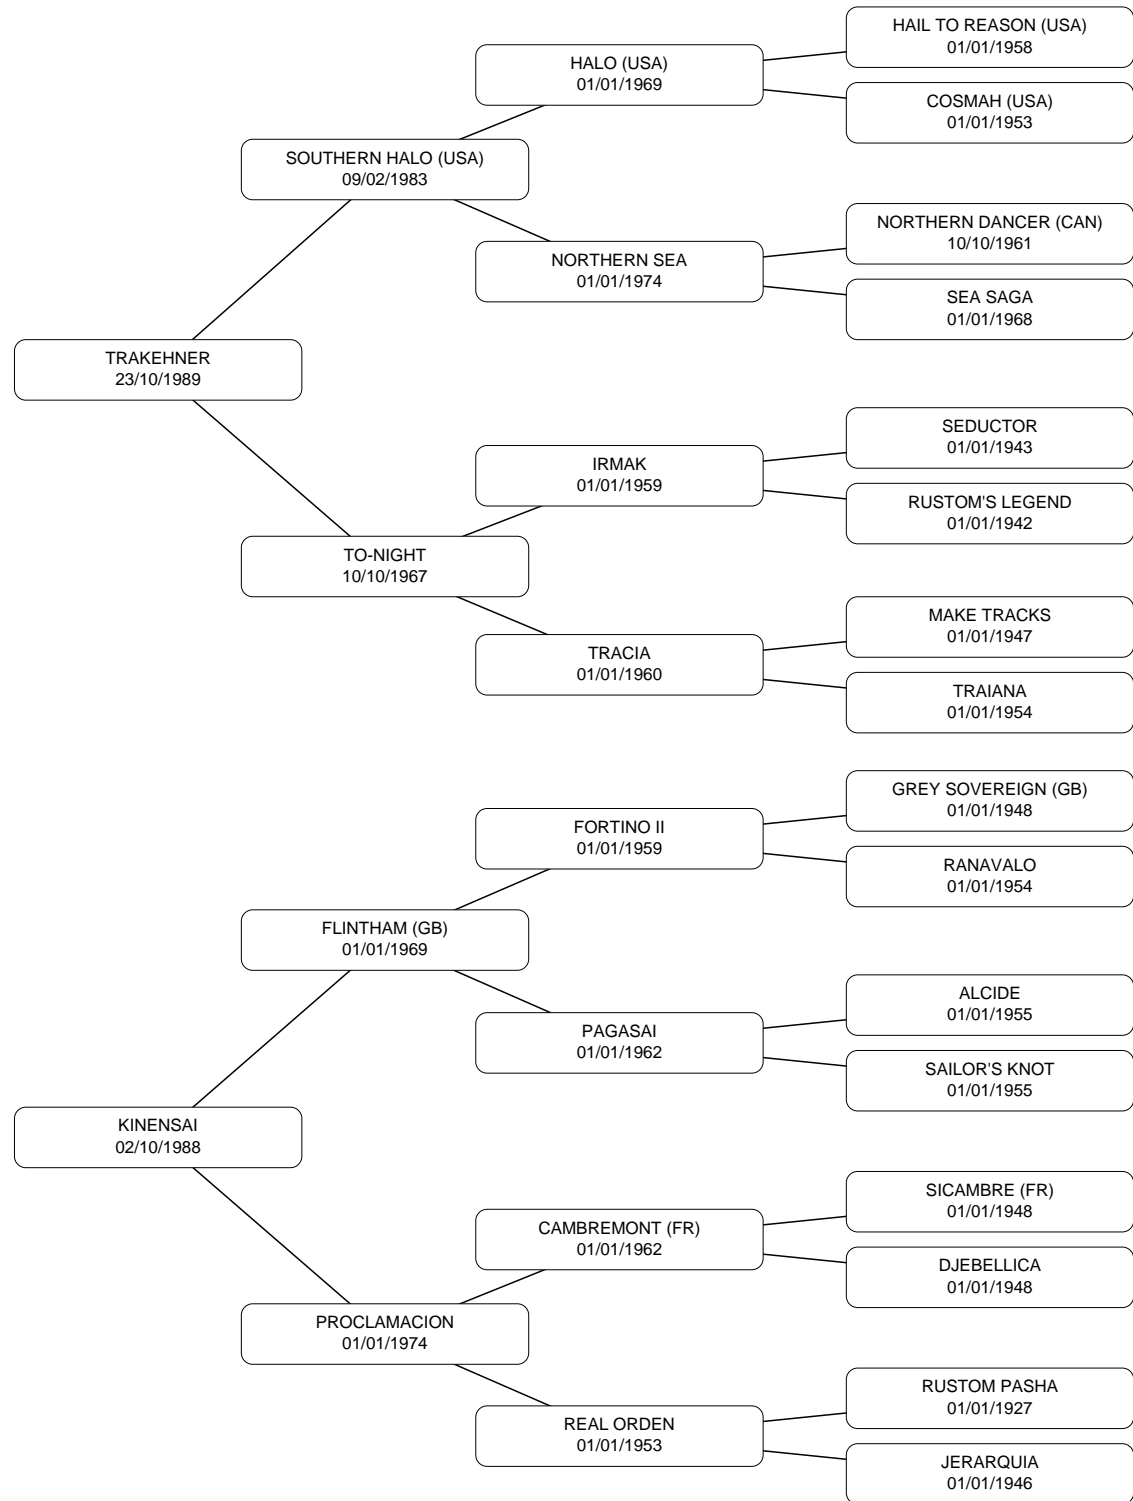 HAIL TO REASON (USA)
01/01/1958
HALO (USA)
01/01/1969
COSMAH (USA)
01/01/1953
SOUTHERN HALO (USA)
09/02/1983
NORTHERN DANCER (CAN)
10/10/1961
NORTHERN SEA
01/01/1974
SEA SAGA
01/01/1968
TRAKEHNER
23/10/1989
SEDUCTOR
01/01/1943
IRMAK
01/01/1959
RUSTOM'S LEGEND
01/01/1942
TO-NIGHT
10/10/1967
MAKE TRACKS
01/01/1947
TRACIA
01/01/1960
TRAIANA
01/01/1954
GREY SOVEREIGN (GB)
01/01/1948
FORTINO II
01/01/1959
RANAVALO
01/01/1954
FLINTHAM (GB)
01/01/1969
ALCIDE
01/01/1955
PAGASAI
01/01/1962
SAILOR'S KNOT
01/01/1955
KINENSAI
02/10/1988
SICAMBRE (FR)
01/01/1948
CAMBREMONT (FR)
01/01/1962
DJEBELLICA
01/01/1948
PROCLAMACION
01/01/1974
RUSTOM PASHA
01/01/1927
REAL ORDEN
01/01/1953
JERARQUIA
01/01/1946